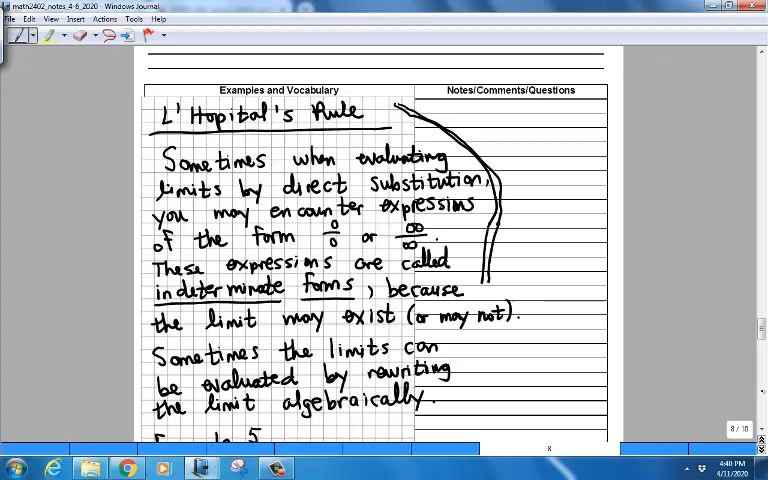 math2402_notes_4-6_2020 - Windows Journal
File Edit View Insert Actions Tools Help
Examples and Vocabulary Notes/Comments/Questions
L'Hopital's Rule
Sometimes when evaluating
limits by direct substitution,
you may encounter expressions
of the form 0/0 or ∞/∞.
These expressions are called
indeterminate forms, because
the limit may exist (or may not).
Sometimes the limits can
be evaluated by rewriting
the limit algebraically.
8 / 10
8
4:40 PM
4/11/2020